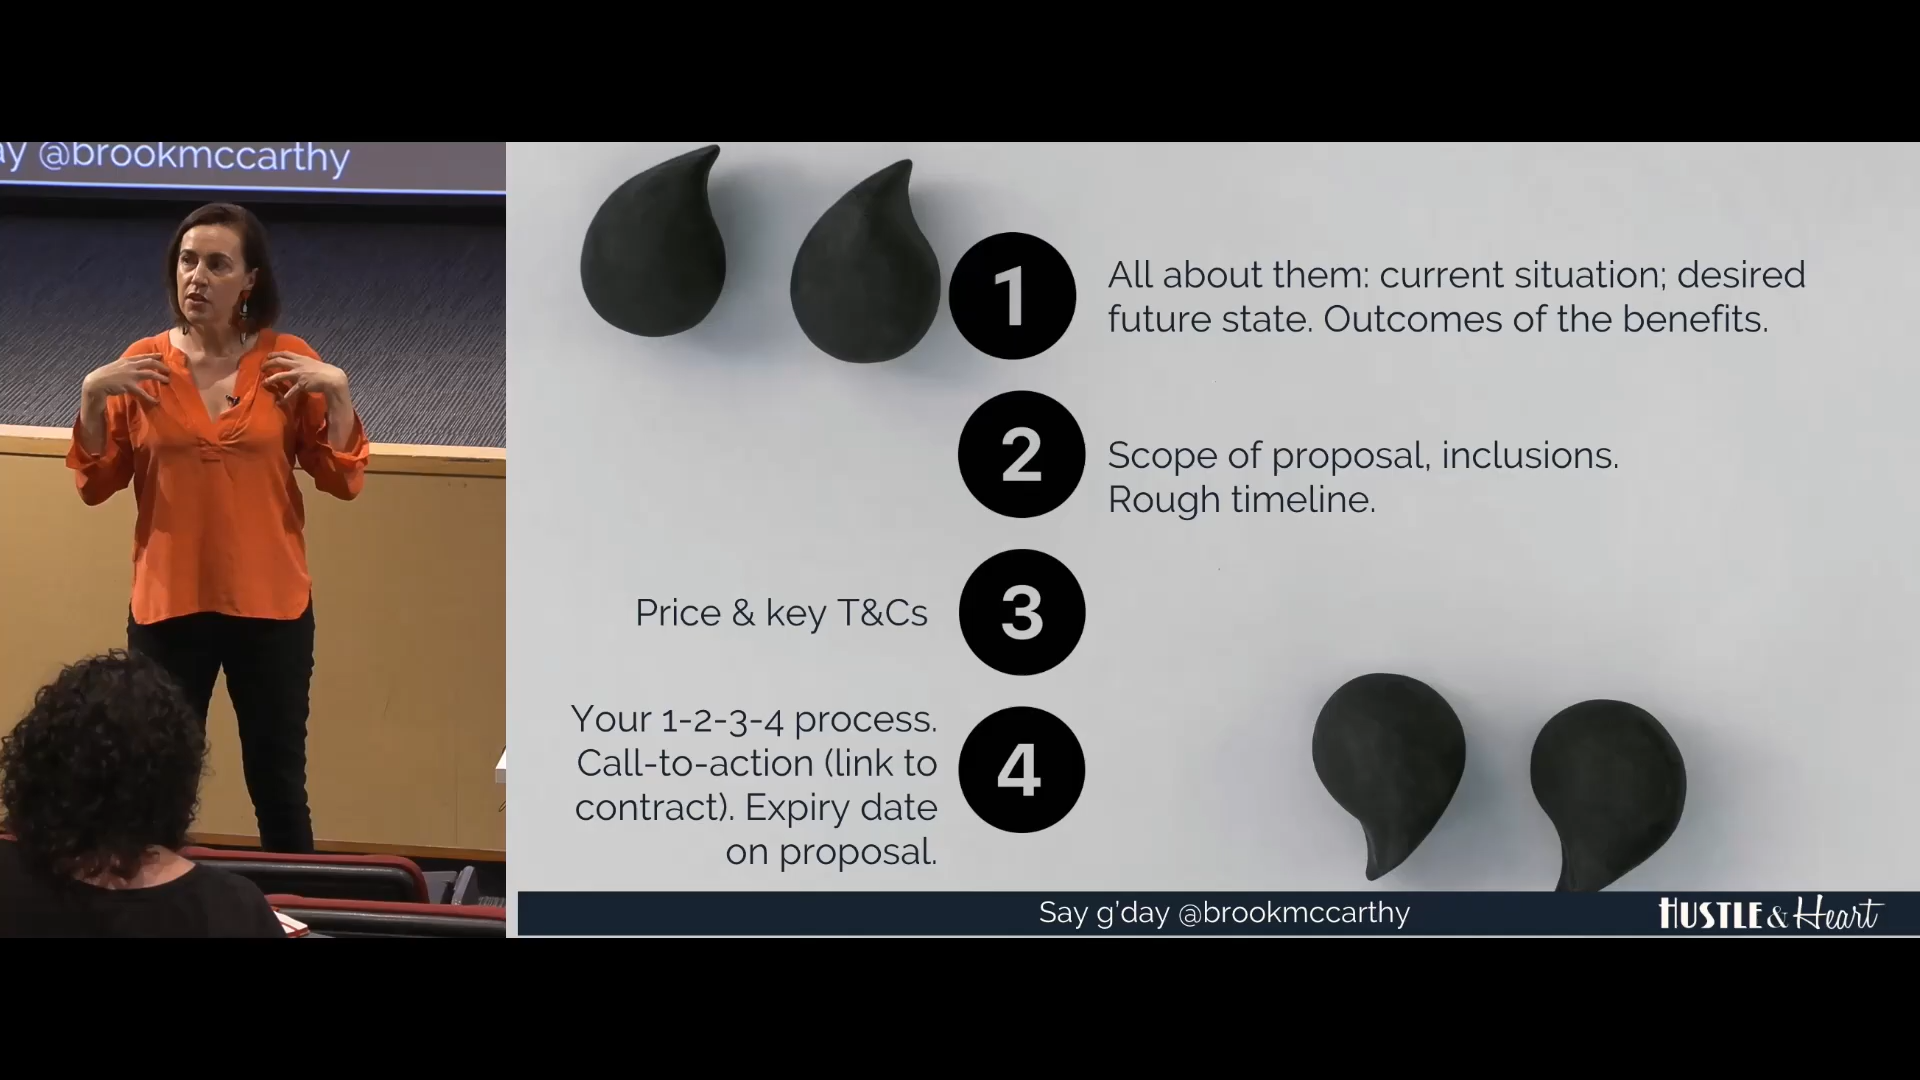 ay @brookmccarthy
1
All about them: current situation; desired
future state. Outcomes of the benefits.
2
Scope of proposal, inclusions.
Rough timeline.
Price & key T&Cs
3
Your 1-2-3-4 process.
Call-to-action (link to
contract). Expiry date
on proposal.
4
Say g'day @brookmccarthy
HUSTLE & Heart